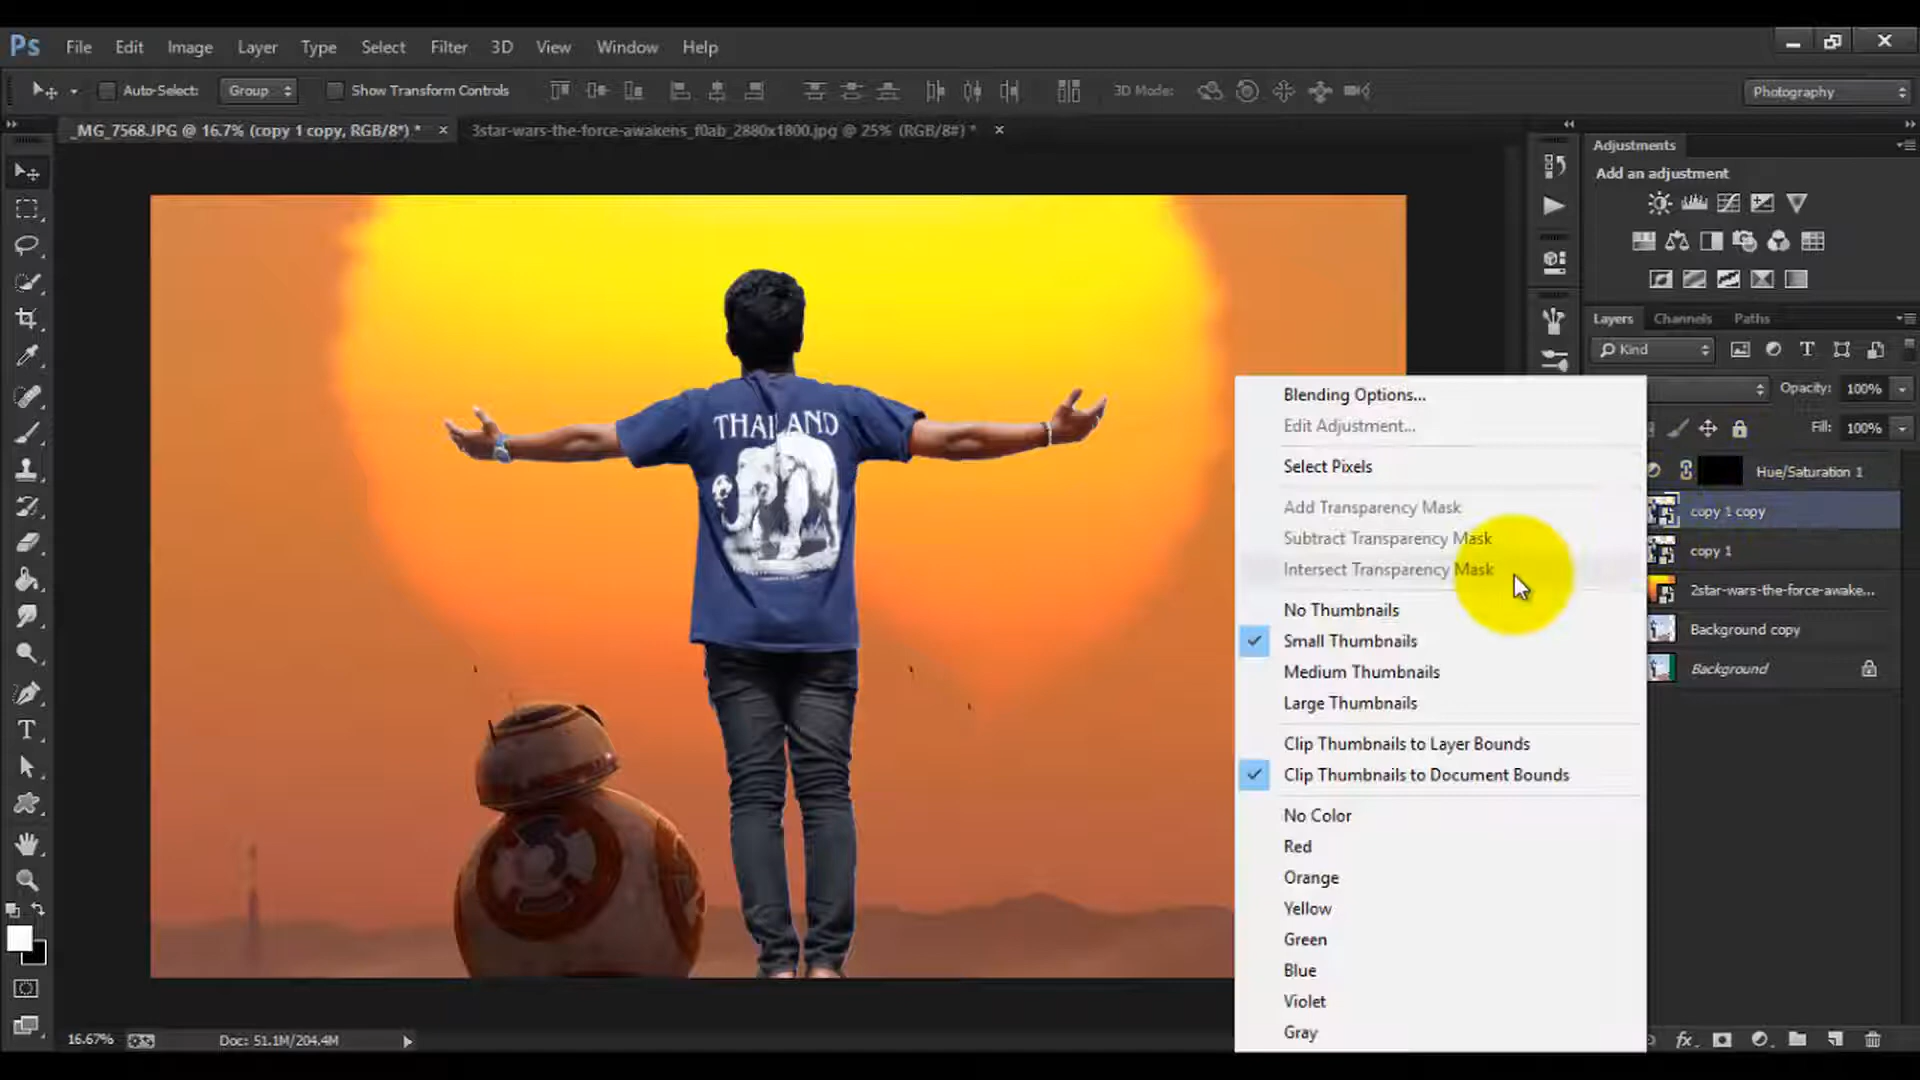 Ps File Edit Image Layer Type Select Filter 3D View Window Help
Auto-Select: Group Show Transform Controls 3D Mode: Photography
_MG_7568.JPG @ 16.7% (copy 1 copy, RGB/8*) * × 3star-wars-the-force-awakens_f0ab_2880x1800.jpg @ 25% (RGB/8#) * ×
Adjustments
Add an adjustment
Layers Channels Paths
Kind
Opacity: 100%
Fill: 100%
Hue/Saturation 1
copy 1 copy
copy 1
2star-wars-the-force-awake...
Background copy
Background
Blending Options...
Edit Adjustment...
Select Pixels
Add Transparency Mask
Subtract Transparency Mask
Intersect Transparency Mask
No Thumbnails
Small Thumbnails
Medium Thumbnails
Large Thumbnails
Clip Thumbnails to Layer Bounds
Clip Thumbnails to Document Bounds
No Color
Red
Orange
Yellow
Green
Blue
Violet
Gray
THAILAND
16.67% Doc: 51.1M/204.4M
fx